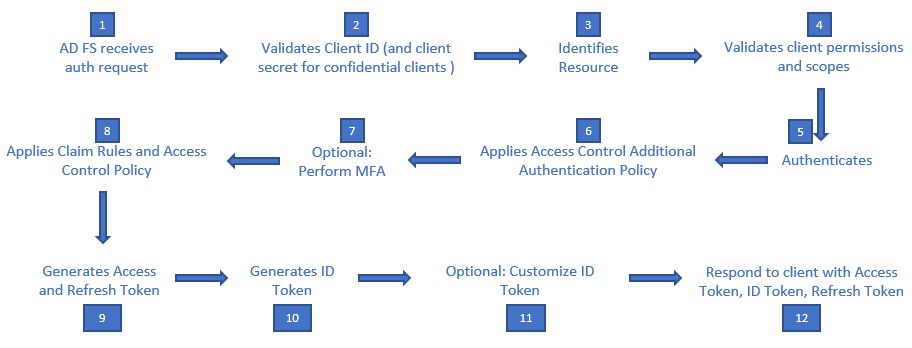 1
AD FS receives
auth request
2
Validates Client ID (and client
secret for confidential clients )
3
Identifies
Resource
4
Validates client permissions
and scopes
5
Authenticates
6
Applies Access Control Additional
Authentication Policy
7
Optional:
Perform MFA
8
Applies Claim Rules and Access
Control Policy
Generates Access
and Refresh Token
9
Generates ID
Token
10
Optional: Customize ID
Token
11
Respond to client with Access
Token, ID Token, Refresh Token
12